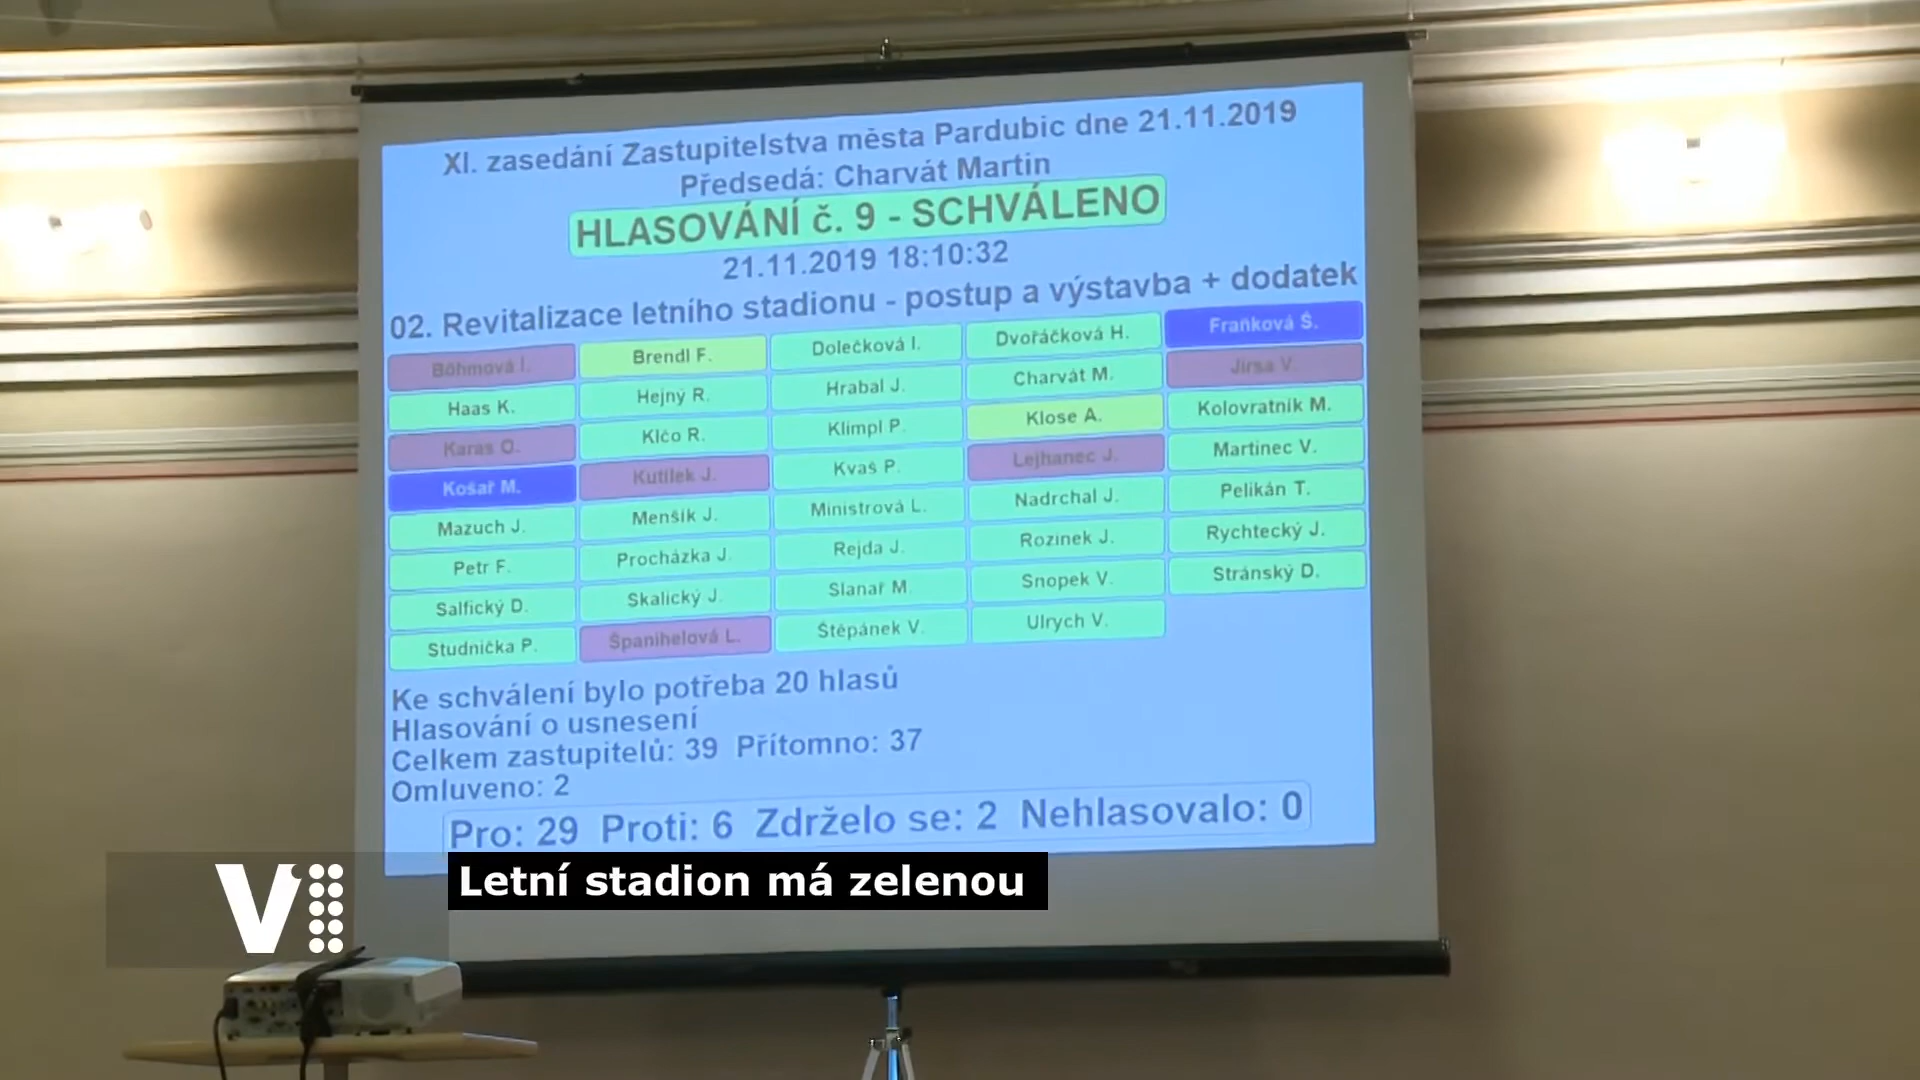 XI. zasedání Zastupitelstva města Pardubic dne 21.11.2019
Předsedá: Charvát Martin
HLASOVÁNÍ č. 9 - SCHVÁLENO
21.11.2019 18:10:32
02. Revitalizace letního stadionu - postup a výstavba + dodatek
Böhmová I. Brendl F. Dolečková I. Dvořáčková H. Fraňková Š.
Haas K. Hejný R. Hrabal J. Charvát M. Jirsa V.
Karas O. Klčo R. Klimpl P. Klose A. Kolovratník M.
Košař M. Kutílek J. Kvaš P. Lejhanec J. Martinec V.
Mazuch J. Menšík J. Ministrová L. Nadrchal J. Pelikán T.
Petr F. Procházka J. Rejda J. Rozinek J. Rychtecký J.
Salfický D. Skalický J. Slanař M. Snopek V. Stránský D.
Studnička P. Španihelová L. Štěpánek V. Ulrych V.
Ke schválení bylo potřeba 20 hlasů
Hlasování o usnesení
Celkem zastupitelů: 39 Přítomno: 37
Omluveno: 2
Pro: 29 Proti: 6 Zdrželo se: 2 Nehlasovalo: 0
V
Letní stadion má zelenou